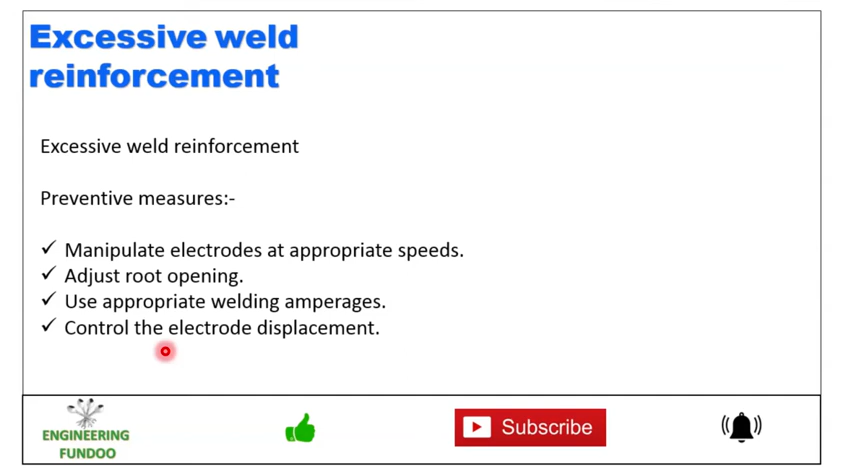 Excessive weld
reinforcement
Excessive weld reinforcement
Preventive measures:-
✓ Manipulate electrodes at appropriate speeds.
✓ Adjust root opening.
✓ Use appropriate welding amperages.
✓ Control the electrode displacement.
ENGINEERING
FUNDOO
Subscribe